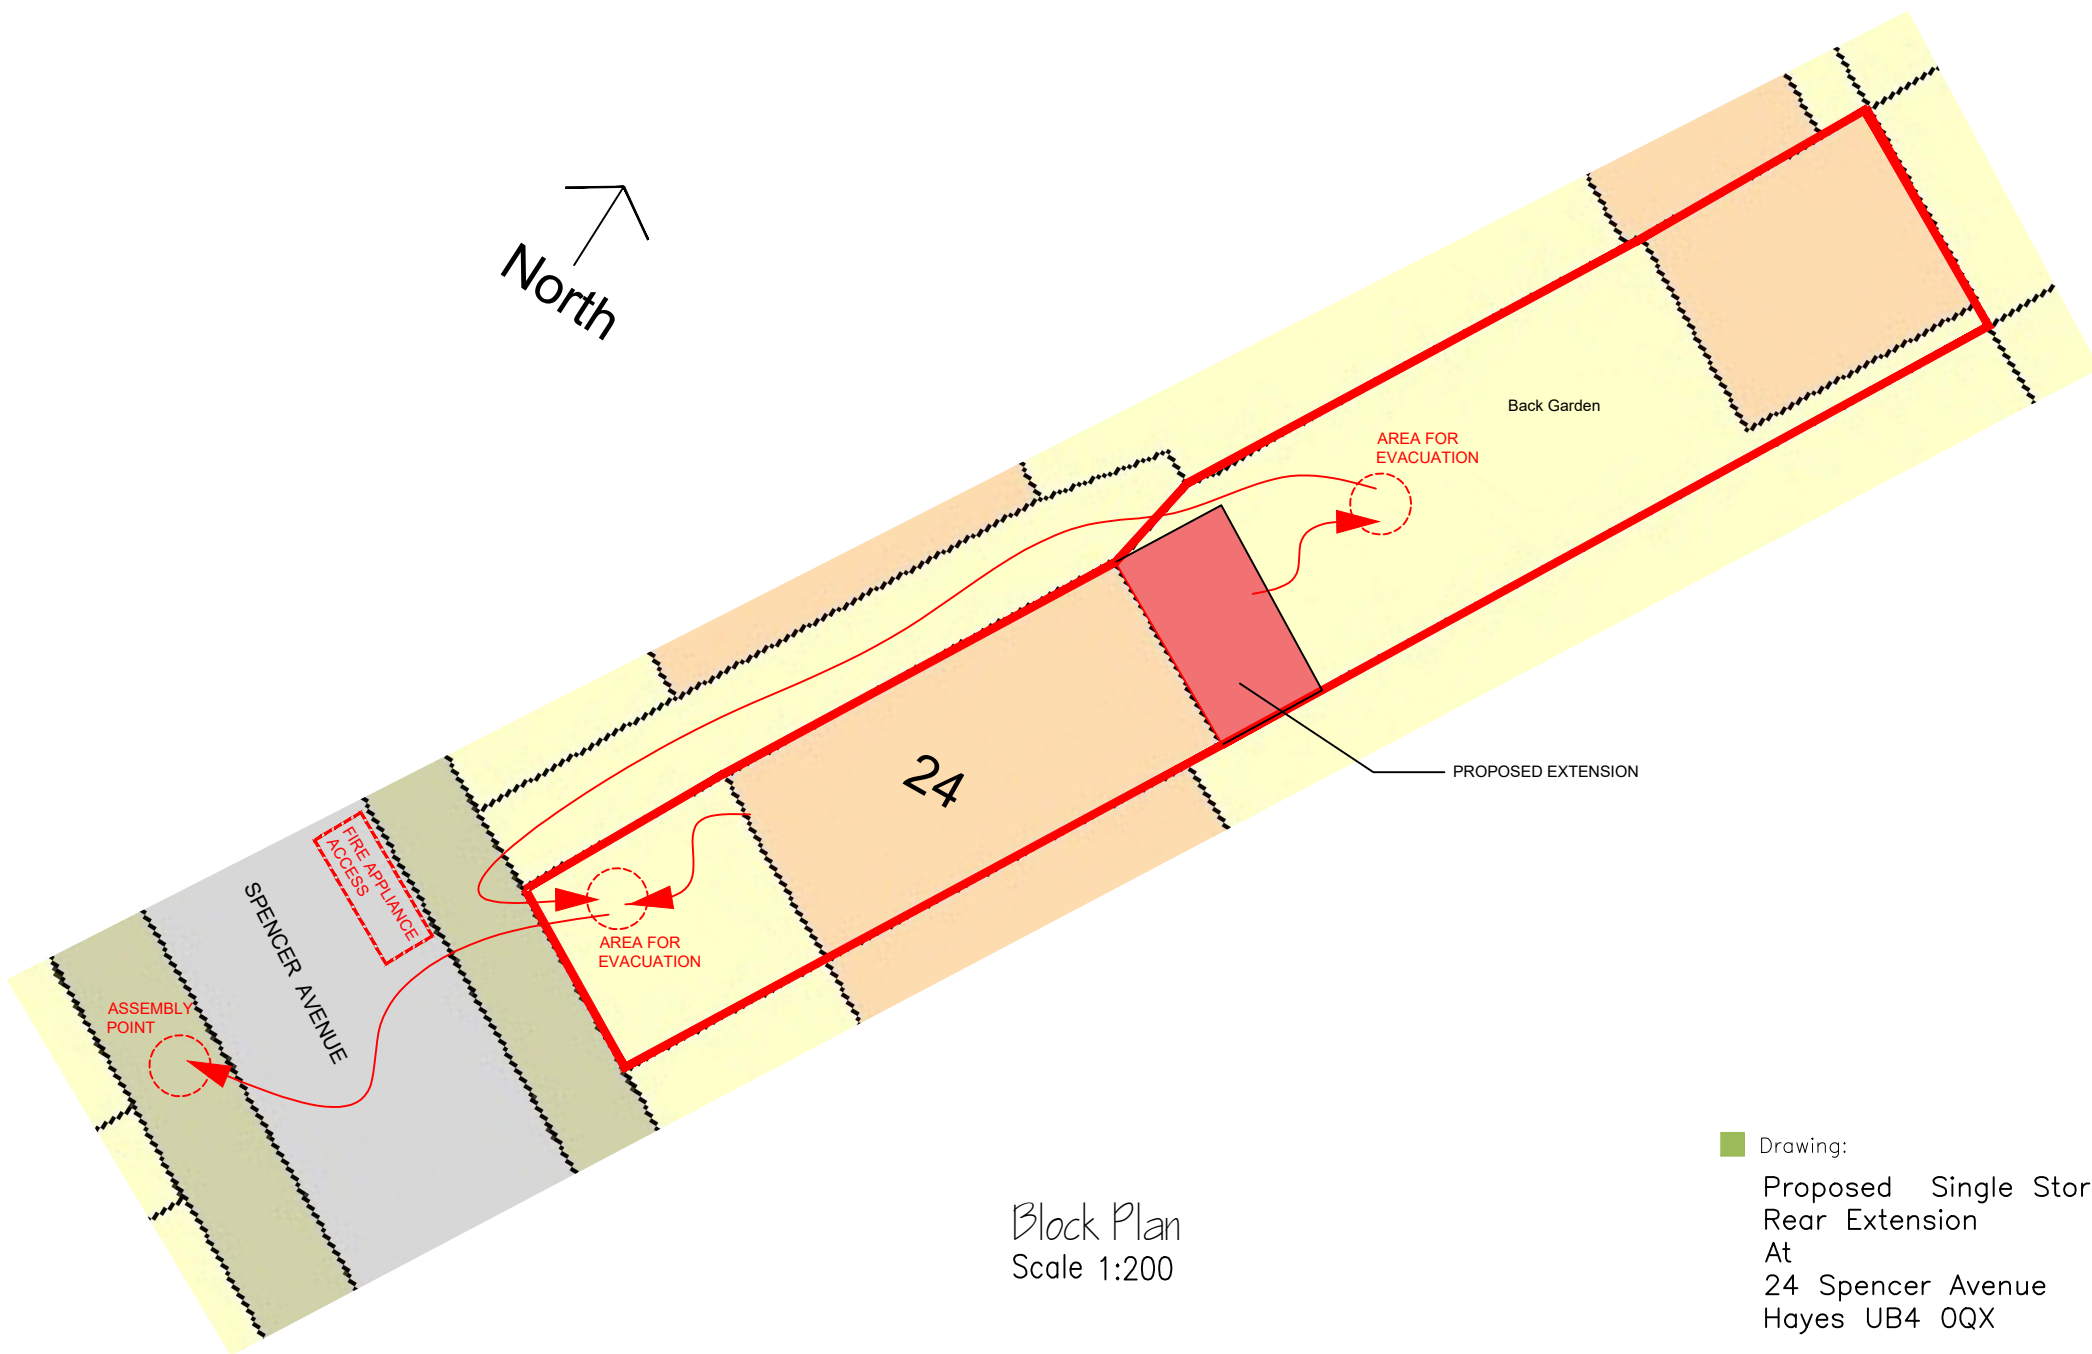 North
Back Garden
AREA FOR
EVACUATION
24
PROPOSED EXTENSION
FIRE APPLIANCE
ACCESS
SPENCER AVENUE
AREA FOR
EVACUATION
ASSEMBLY
POINT
Block Plan
Scale 1:200
Drawing:
Proposed Single Stor
Rear Extension
At
24 Spencer Avenue
Hayes UB4 0QX